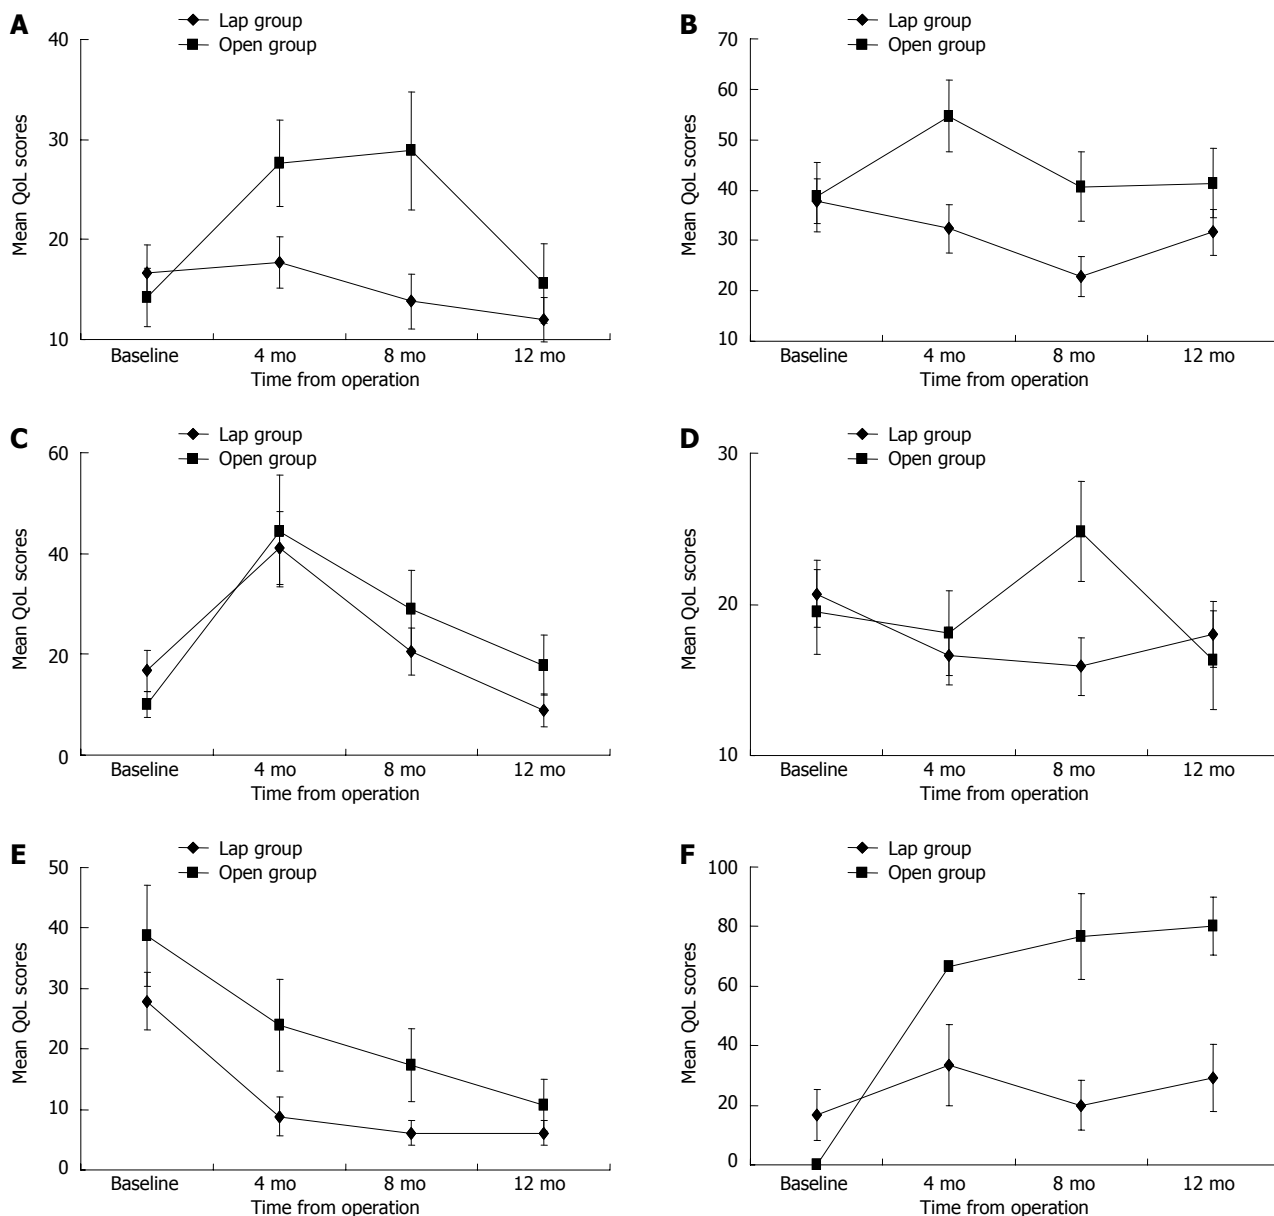 A
Lap group
Open group
40
30
20
10
Mean QoL scores
Baseline 4 mo 8 mo 12 mo
Time from operation
B
Lap group
Open group
70
60
50
40
30
20
10
Mean QoL scores
Baseline 4 mo 8 mo 12 mo
Time from operation
C
Lap group
Open group
60
40
20
0
Mean QoL scores
Baseline 4 mo 8 mo 12 mo
Time from operation
D
Lap group
Open group
30
20
10
Mean QoL scores
Baseline 4 mo 8 mo 12 mo
Time from operation
E
Lap group
Open group
50
40
30
20
10
0
Mean QoL scores
Baseline 4 mo 8 mo 12 mo
Time from operation
F
Lap group
Open group
100
80
60
40
20
0
Mean QoL scores
Baseline 4 mo 8 mo 12 mo
Time from operation